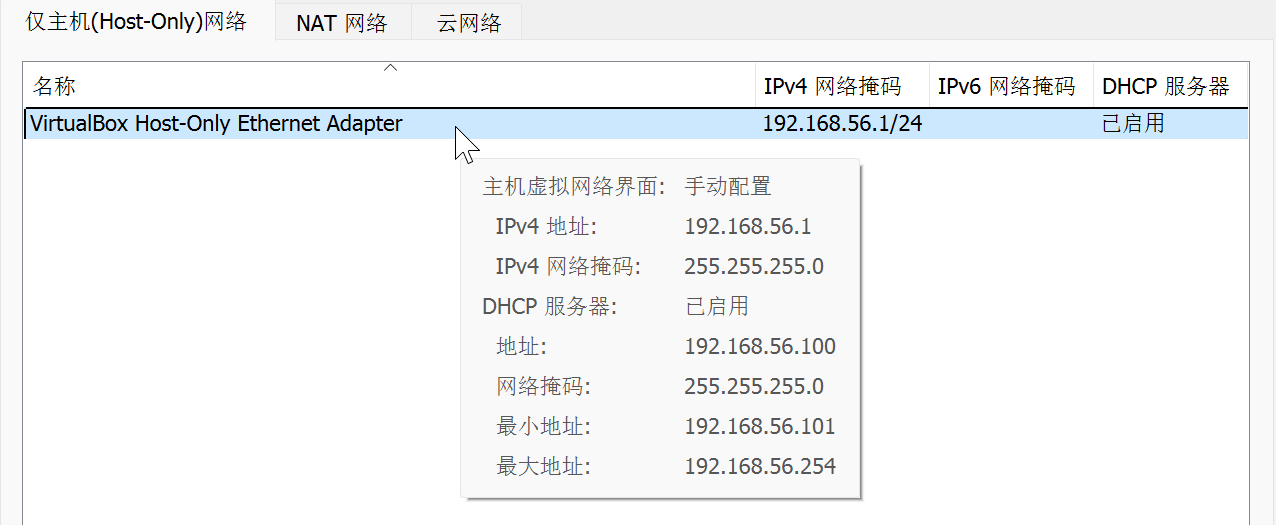 仅主机(Host-Only)网络 NAT 网络 云网络
名称 IPv4 网络掩码 IPv6 网络掩码 DHCP 服务器
VirtualBox Host-Only Ethernet Adapter 192.168.56.1/24 已启用
主机虚拟网络界面: 手动配置
IPv4 地址: 192.168.56.1
IPv4 网络掩码: 255.255.255.0
DHCP 服务器: 已启用
地址: 192.168.56.100
网络掩码: 255.255.255.0
最小地址: 192.168.56.101
最大地址: 192.168.56.254